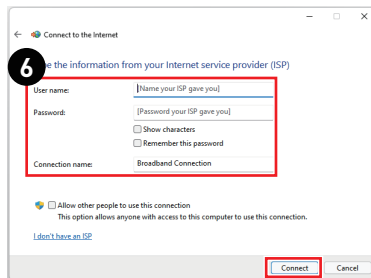 Connect to the Internet
6
e the information from your Internet service provider (ISP)
User name:
[Name your ISP gave you]
Password:
[Password your ISP gave you]
Show characters
Remember this password
Connection name:
Broadband Connection
Allow other people to use this connection
This option allows anyone with access to this computer to use this connection.
I don't have an ISP
Connect
Cancel